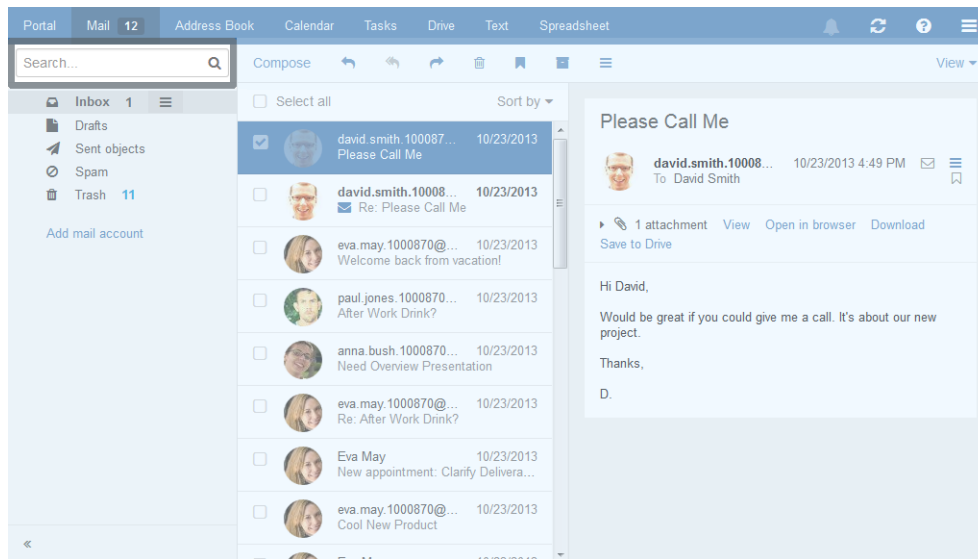 Portal Mail 12 Address Book Calendar Tasks Drive Text Spreadsheet
Search...
Inbox 1
Drafts
Sent objects
Spam
Trash 11
Add mail account
Compose
View
Select all Sort by
david.smith.100087... 10/23/2013
Please Call Me
david.smith.10008... 10/23/2013
Re: Please Call Me
eva.may.1000870@... 10/23/2013
Welcome back from vacation!
paul.jones.1000870... 10/23/2013
After Work Drink?
anna.bush.1000870... 10/23/2013
Need Overview Presentation
eva.may.1000870@... 10/23/2013
Re: After Work Drink?
Eva May 10/23/2013
New appointment: Clarify Delivera...
eva.may.1000870@... 10/23/2013
Cool New Product
Please Call Me
david.smith.10008... 10/23/2013 4:49 PM
To David Smith
1 attachment View Open in browser Download
Save to Drive
Hi David,
Would be great if you could give me a call. It's about our new
project.
Thanks,
D.